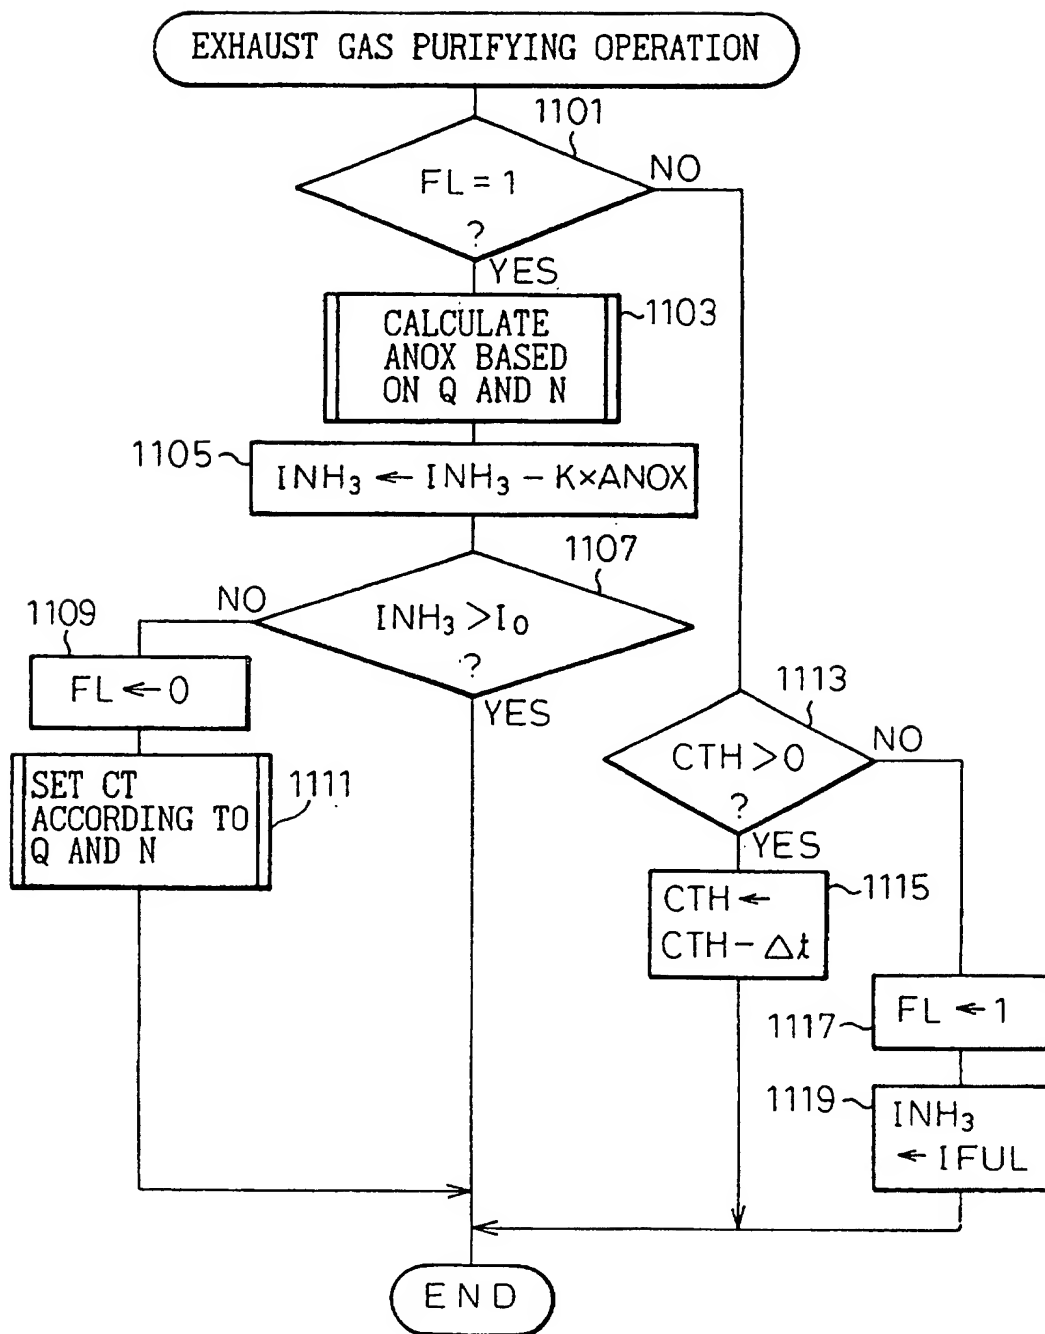 EXHAUST GAS PURIFYING OPERATION
1101
FL = 1
?
NO
YES
CALCULATE
ANOX BASED
ON Q AND N
1103
1105
INH₃ ← INH₃ − K×ANOX
1107
INH₃ > I₀
?
NO
YES
1109
FL ← 0
SET CT
ACCORDING TO
Q AND N
1111
1113
CTH > 0
?
NO
YES
CTH ←
CTH − Δt
1115
FL ← 1
1117
1119
INH₃
← IFUL
END